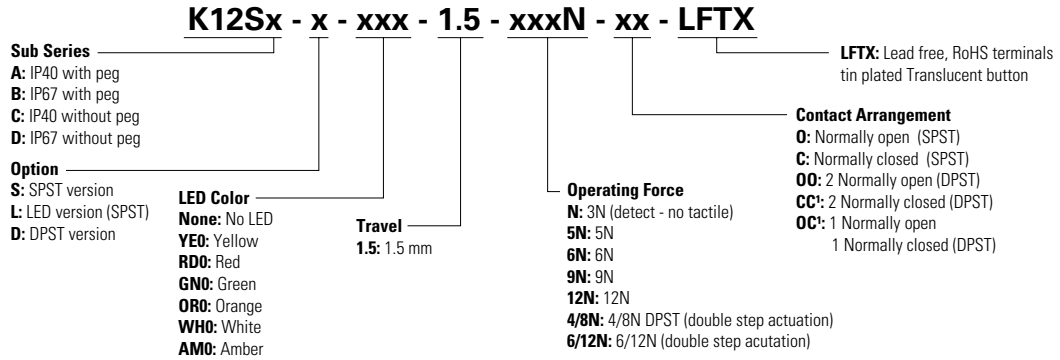 K12Sx - x - xxx - 1.5 - xxxN - xx - LFTX
Sub Series
A: IP40 with peg
B: IP67 with peg
C: IP40 without peg
D: IP67 without peg
Option
S: SPST version
L: LED version (SPST)
D: DPST version
LED Color
None: No LED
YE0: Yellow
RD0: Red
GN0: Green
OR0: Orange
WH0: White
AM0: Amber
Travel
1.5: 1.5 mm
Operating Force
N: 3N (detect - no tactile)
5N: 5N
6N: 6N
9N: 9N
12N: 12N
4/8N: 4/8N DPST (double step actuation)
6/12N: 6/12N (double step acutation)
Contact Arrangement
O: Normally open (SPST)
C: Normally closed (SPST)
OO: 2 Normally open (DPST)
CC¹: 2 Normally closed (DPST)
OC¹: 1 Normally open
1 Normally closed (DPST)
LFTX: Lead free, RoHS terminals
tin plated Translucent button